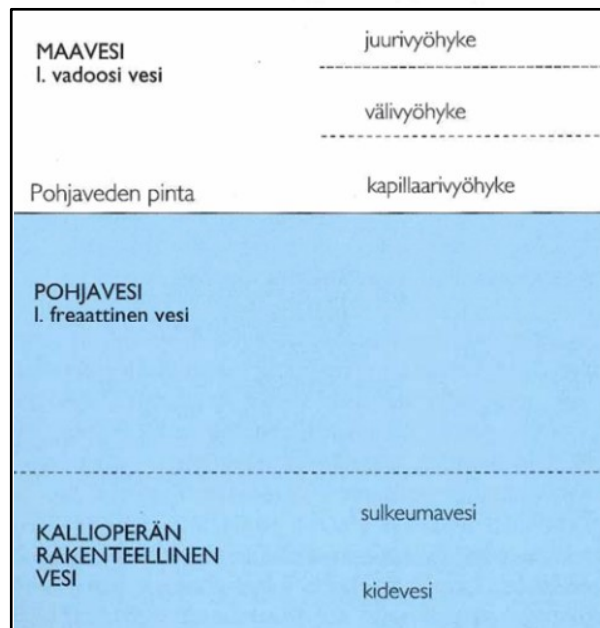 MAAVESI
l. vadoosi vesi
juurivyöhyke
välivyöhyke
Pohjaveden pinta
kapillaarivyöhyke
POHJAVESI
l. freaattinen vesi
KALLIOPERÄN
RAKENTEELLINEN
VESI
sulkeumavesi
kidevesi